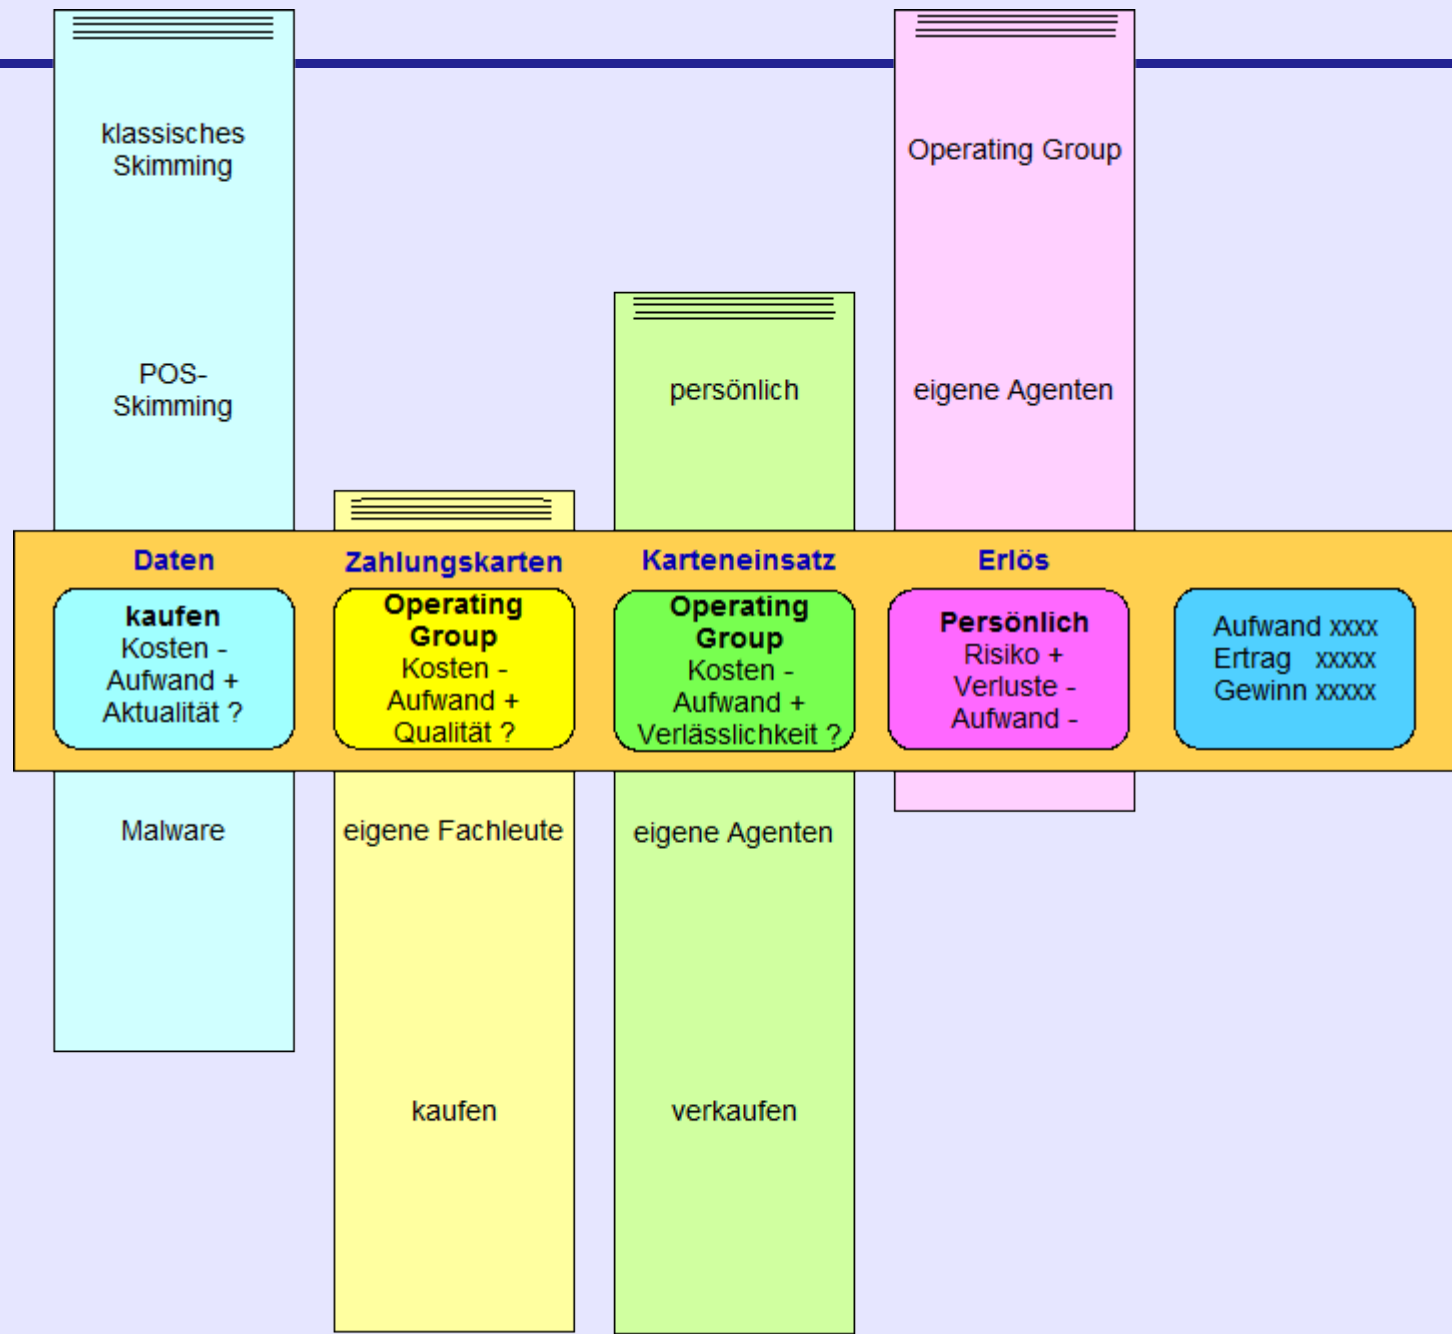 klassisches
Skimming
Operating Group
POS-
Skimming
persönlich
eigene Agenten
Daten
Zahlungskarten
Karteneinsatz
Erlös
kaufen
Kosten -
Aufwand +
Aktualität ?
Operating
Group
Kosten -
Aufwand +
Qualität ?
Operating
Group
Kosten -
Aufwand +
Verlässlichkeit ?
Persönlich
Risiko +
Verluste -
Aufwand -
Aufwand xxxx
Ertrag xxxxx
Gewinn xxxxx
Malware
eigene Fachleute
eigene Agenten
kaufen
verkaufen